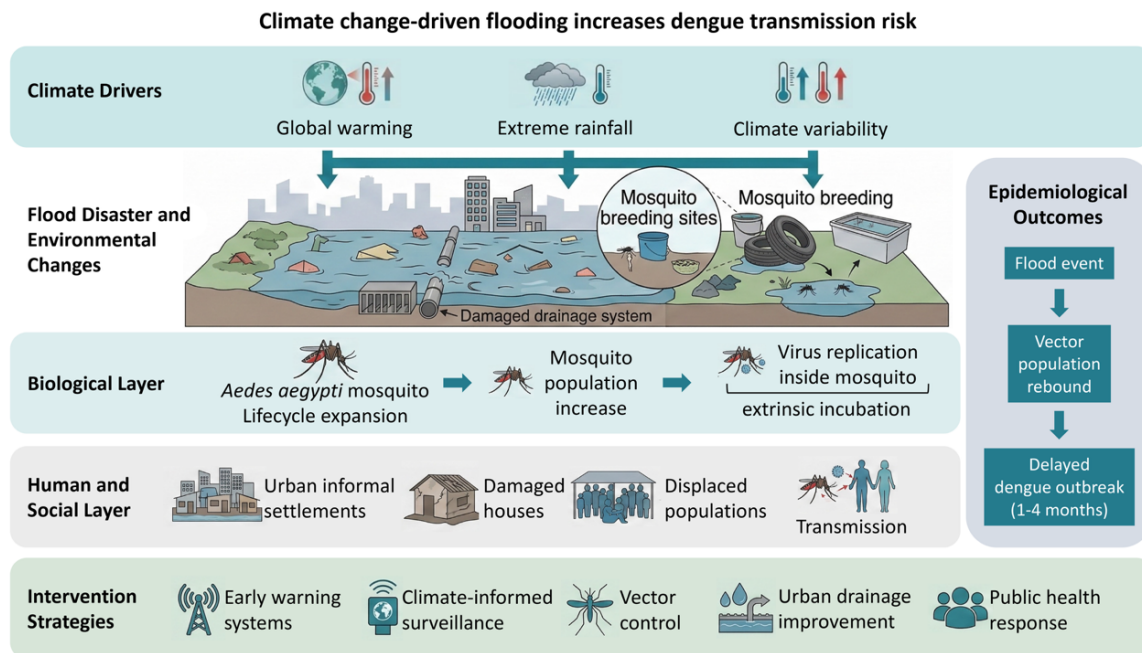 Climate change-driven flooding increases dengue transmission risk
Climate Drivers
Global warming
Extreme rainfall
Climate variability
Flood Disaster and
Environmental
Changes
Mosquito
breeding sites
Mosquito breeding
Damaged drainage system
Biological Layer
Aedes aegypti mosquito
Lifecycle expansion
Mosquito
population
increase
Virus replication
inside mosquito
extrinsic incubation
Human and
Social Layer
Urban informal
settlements
Damaged
houses
Displaced
populations
Transmission
Epidemiological
Outcomes
Flood event
Vector
population
rebound
Delayed
dengue outbreak
(1-4 months)
Intervention
Strategies
Early warning
systems
Climate-informed
surveillance
Vector
control
Urban drainage
improvement
Public health
response